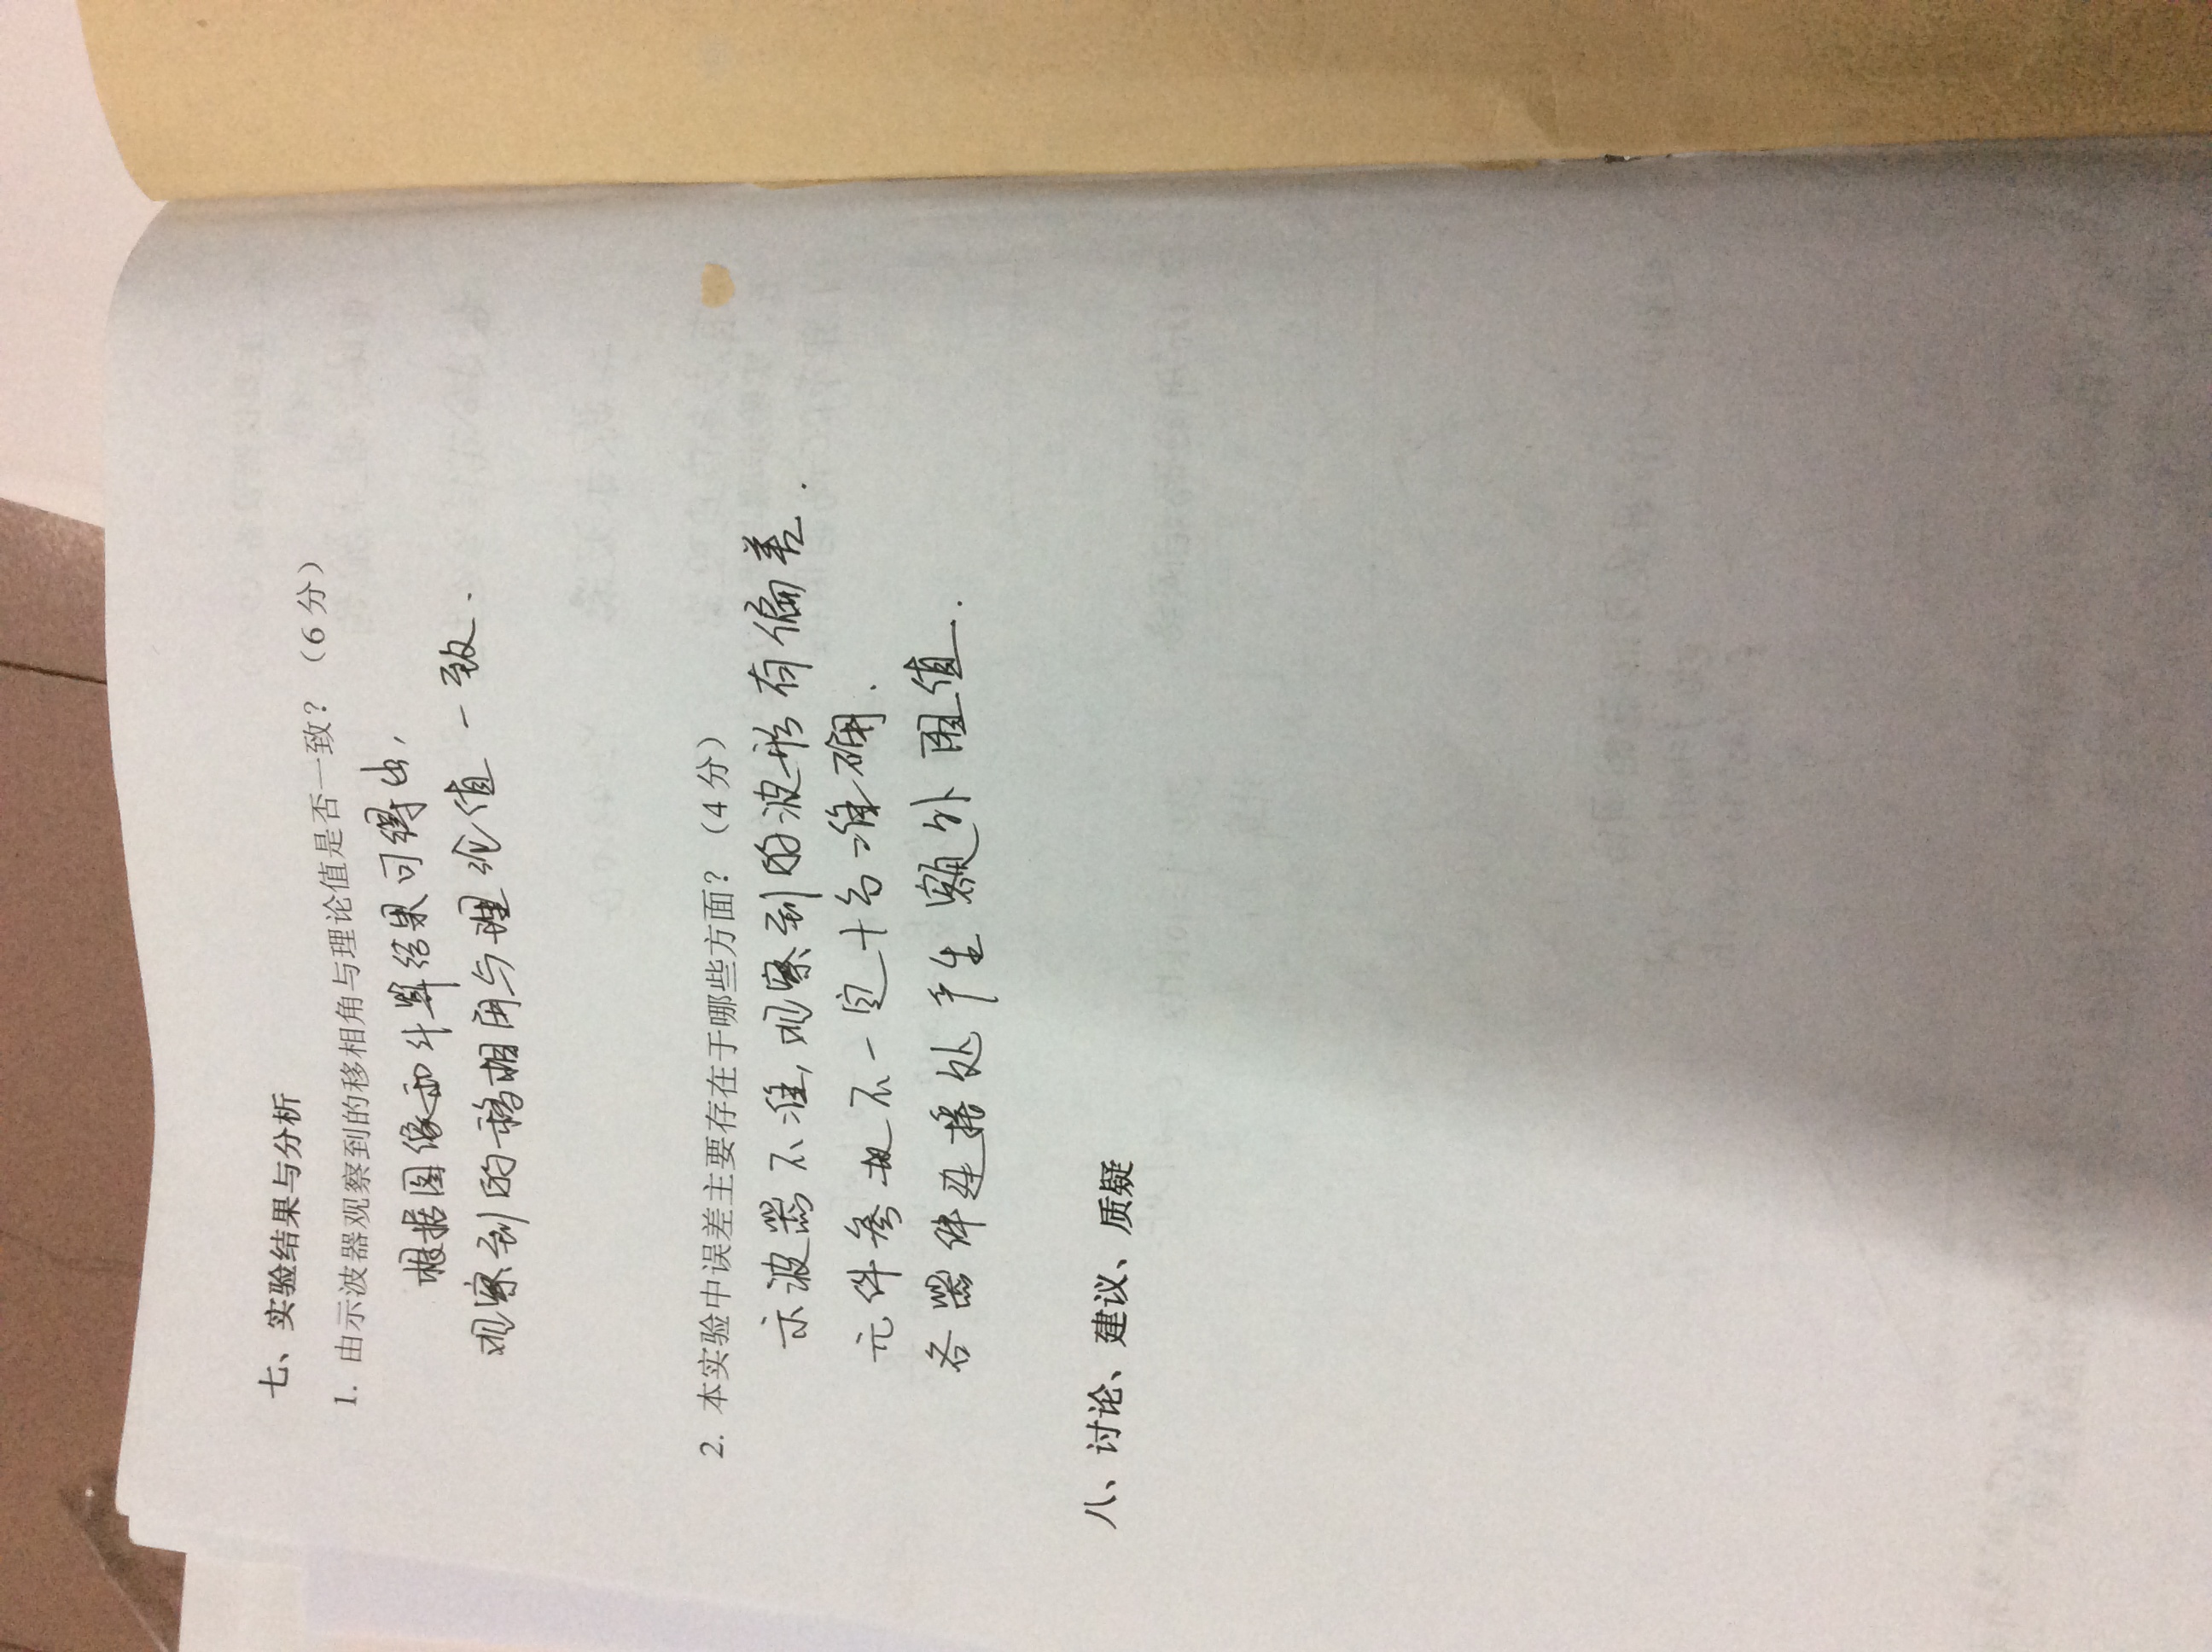 七、实验结果与分析
1. 由示波器观察到的移相角与理论值是否一致？（6 分）
根据图像和计算结果可得出，
观察到的移相角与理论值一致．
2. 本实验中误差主要存在于哪些方面？（4 分）
示波器不准，观察到的波形有偏差．
元件参数不一定十分准确．
各器件连接处产生额外阻值．
八、讨论、建议、质疑